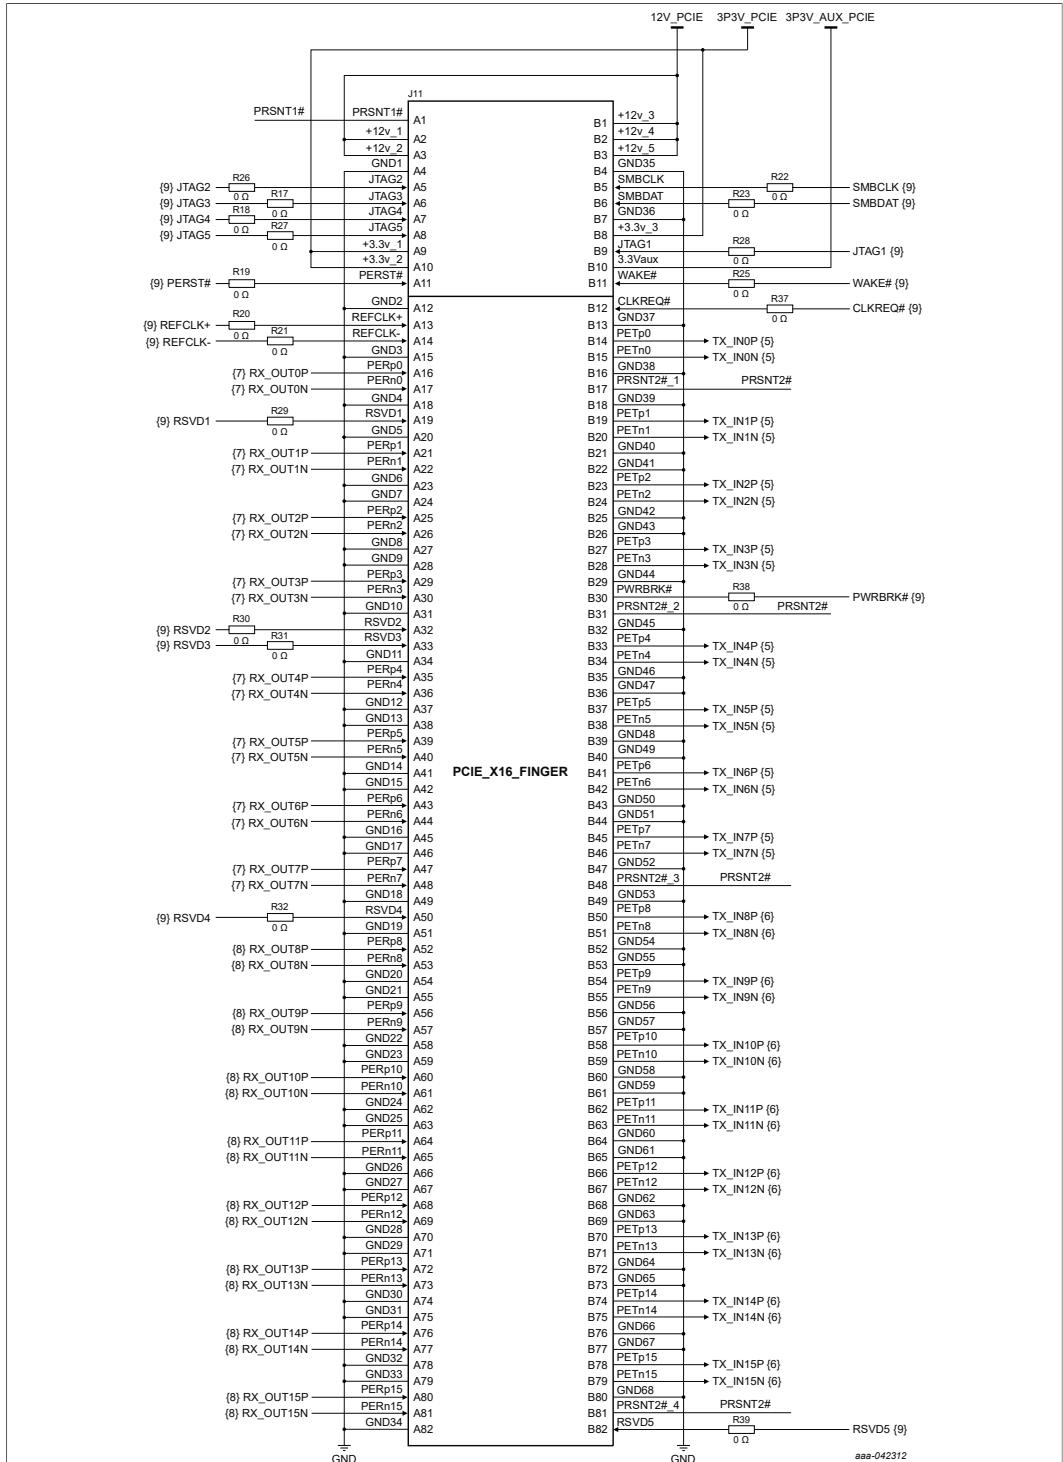 12V_PCIE 3P3V_PCIE 3P3V_AUX_PCIE
J11
PRSNT1# PRSNT1# A1 B1 +12v_3
+12v_1 A2 B2 +12v_4
+12v_2 A3 B3 +12v_5
GND1 A4 B4 GND35
{9} JTAG2 R26 0 Ω JTAG2 A5 B5 SMBCLK R22 0 Ω SMBCLK {9}
{9} JTAG3 R17 0 Ω JTAG3 A6 B6 SMBDAT R23 0 Ω SMBDAT {9}
{9} JTAG4 R18 0 Ω JTAG4 A7 B7 GND36
{9} JTAG5 R27 0 Ω JTAG5 A8 B8 +3.3v_3
+3.3v_1 A9 B9 JTAG1 R28 0 Ω JTAG1 {9}
+3.3v_2 A10 B10 3.3Vaux
{9} PERST# R19 0 Ω PERST# A11 B11 WAKE# R25 0 Ω WAKE# {9}
GND2 A12 B12 CLKREQ# R37 0 Ω CLKREQ# {9}
{9} REFCLK+ R20 0 Ω REFCLK+ A13 B13 GND37
{9} REFCLK- R21 0 Ω REFCLK- A14 B14 PETp0 TX_IN0P {5}
GND3 A15 B15 PETn0 TX_IN0N {5}
{7} RX_OUT0P PERp0 A16 B16 GND38
{7} RX_OUT0N PERn0 A17 B17 PRSNT2#_1 PRSNT2#
GND4 A18 B18 GND39
{9} RSVD1 R29 0 Ω RSVD1 A19 B19 PETp1 TX_IN1P {5}
GND5 A20 B20 PETn1 TX_IN1N {5}
{7} RX_OUT1P PERp1 A21 B21 GND40
{7} RX_OUT1N PERn1 A22 B22 GND41
GND6 A23 B23 PETp2 TX_IN2P {5}
GND7 A24 B24 PETn2 TX_IN2N {5}
{7} RX_OUT2P PERp2 A25 B25 GND42
{7} RX_OUT2N PERn2 A26 B26 GND43
GND8 A27 B27 PETp3 TX_IN3P {5}
GND9 A28 B28 PETn3 TX_IN3N {5}
{7} RX_OUT3P PERp3 A29 B29 GND44
{7} RX_OUT3N PERn3 A30 B30 PWRBRK# R38 0 Ω PWRBRK# {9}
GND10 A31 B31 PRSNT2#_2 PRSNT2#
{9} RSVD2 R30 0 Ω RSVD2 A32 B32 GND45
{9} RSVD3 R31 0 Ω RSVD3 A33 B33 PETp4 TX_IN4P {5}
GND11 A34 B34 PETn4 TX_IN4N {5}
{7} RX_OUT4P PERp4 A35 B35 GND46
{7} RX_OUT4N PERn4 A36 B36 GND47
GND12 A37 B37 PETp5 TX_IN5P {5}
GND13 A38 B38 PETn5 TX_IN5N {5}
{7} RX_OUT5P PERp5 A39 B39 GND48
{7} RX_OUT5N PERn5 A40 B40 GND49
GND14 A41 PCIE_X16_FINGER B41 PETp6 TX_IN6P {5}
GND15 A42 B42 PETn6 TX_IN6N {5}
{7} RX_OUT6P PERp6 A43 B43 GND50
{7} RX_OUT6N PERn6 A44 B44 GND51
GND16 A45 B45 PETp7 TX_IN7P {5}
GND17 A46 B46 PETn7 TX_IN7N {5}
{7} RX_OUT7P PERp7 A47 B47 GND52
{7} RX_OUT7N PERn7 A48 B48 PRSNT2#_3 PRSNT2#
GND18 A49 B49 GND53
{9} RSVD4 R32 0 Ω RSVD4 A50 B50 PETp8 TX_IN8P {6}
GND19 A51 B51 PETn8 TX_IN8N {6}
{8} RX_OUT8P PERp8 A52 B52 GND54
{8} RX_OUT8N PERn8 A53 B53 GND55
GND20 A54 B54 PETp9 TX_IN9P {6}
GND21 A55 B55 PETn9 TX_IN9N {6}
{8} RX_OUT9P PERp9 A56 B56 GND56
{8} RX_OUT9N PERn9 A57 B57 GND57
GND22 A58 B58 PETp10 TX_IN10P {6}
GND23 A59 B59 PETn10 TX_IN10N {6}
{8} RX_OUT10P PERp10 A60 B60 GND58
{8} RX_OUT10N PERn10 A61 B61 GND59
GND24 A62 B62 PETp11 TX_IN11P {6}
GND25 A63 B63 PETn11 TX_IN11N {6}
{8} RX_OUT11P PERp11 A64 B64 GND60
{8} RX_OUT11N PERn11 A65 B65 GND61
GND26 A66 B66 PETp12 TX_IN12P {6}
GND27 A67 B67 PETn12 TX_IN12N {6}
{8} RX_OUT12P PERp12 A68 B68 GND62
{8} RX_OUT12N PERn12 A69 B69 GND63
GND28 A70 B70 PETp13 TX_IN13P {6}
GND29 A71 B71 PETn13 TX_IN13N {6}
{8} RX_OUT13P PERp13 A72 B72 GND64
{8} RX_OUT13N PERn13 A73 B73 GND65
GND30 A74 B74 PETp14 TX_IN14P {6}
GND31 A75 B75 PETn14 TX_IN14N {6}
{8} RX_OUT14P PERp14 A76 B76 GND66
{8} RX_OUT14N PERn14 A77 B77 GND67
GND32 A78 B78 PETp15 TX_IN15P {6}
GND33 A79 B79 PETn15 TX_IN15N {6}
{8} RX_OUT15P PERp15 A80 B80 GND68
{8} RX_OUT15N PERn15 A81 B81 PRSNT2#_4 PRSNT2#
GND34 A82 B82 RSVD5 R39 0 Ω RSVD5 {9}
GND GND
aaa-042312